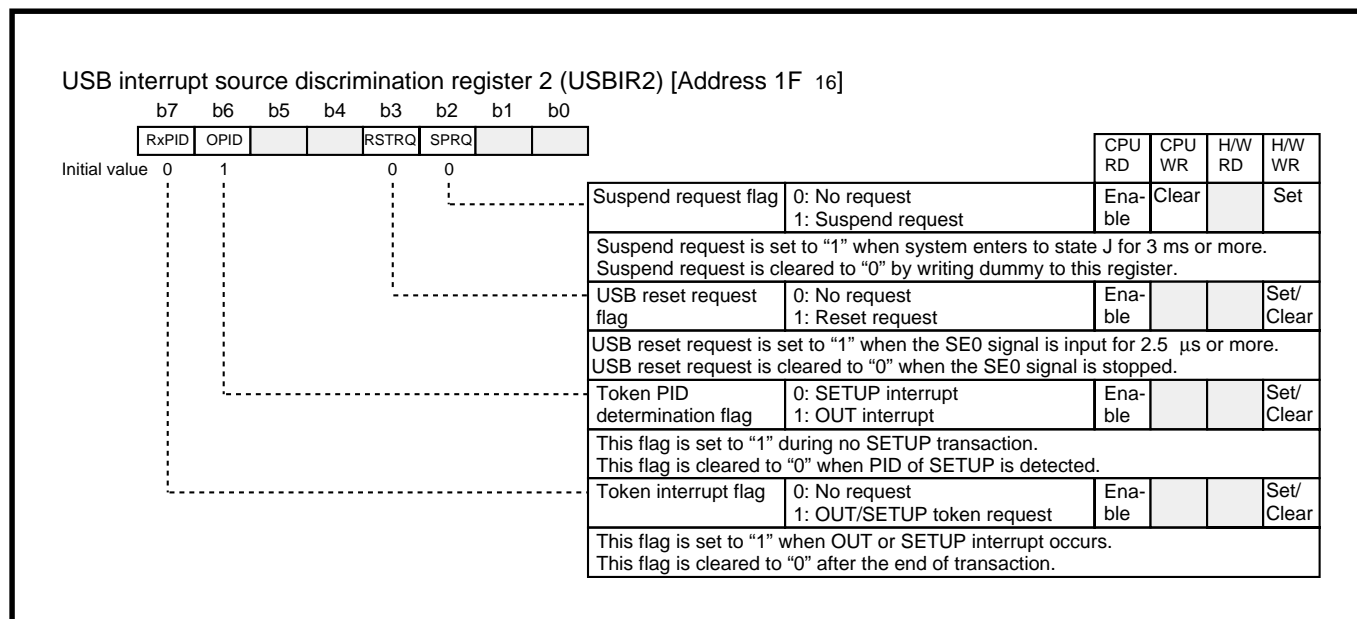 USB interrupt source discrimination register 2 (USBIR2) [Address 1F 16]
b7 b6 b5 b4 b3 b2 b1 b0
RxPID OPID RSTRQ SPRQ
CPU RD CPU WR H/W RD H/W WR
Initial value 0 1 0 0
Suspend request flag 0: No request Ena- Clear Set
1: Suspend request ble
Suspend request is set to “1” when system enters to state J for 3 ms or more.
Suspend request is cleared to “0” by writing dummy to this register.
USB reset request 0: No request Ena- Set/
flag 1: Reset request ble Clear
USB reset request is set to “1” when the SE0 signal is input for 2.5 μs or more.
USB reset request is cleared to “0” when the SE0 signal is stopped.
Token PID 0: SETUP interrupt Ena- Set/
determination flag 1: OUT interrupt ble Clear
This flag is set to “1” during no SETUP transaction.
This flag is cleared to “0” when PID of SETUP is detected.
Token interrupt flag 0: No request Ena- Set/
1: OUT/SETUP token request ble Clear
This flag is set to “1” when OUT or SETUP interrupt occurs.
This flag is cleared to “0” after the end of transaction.